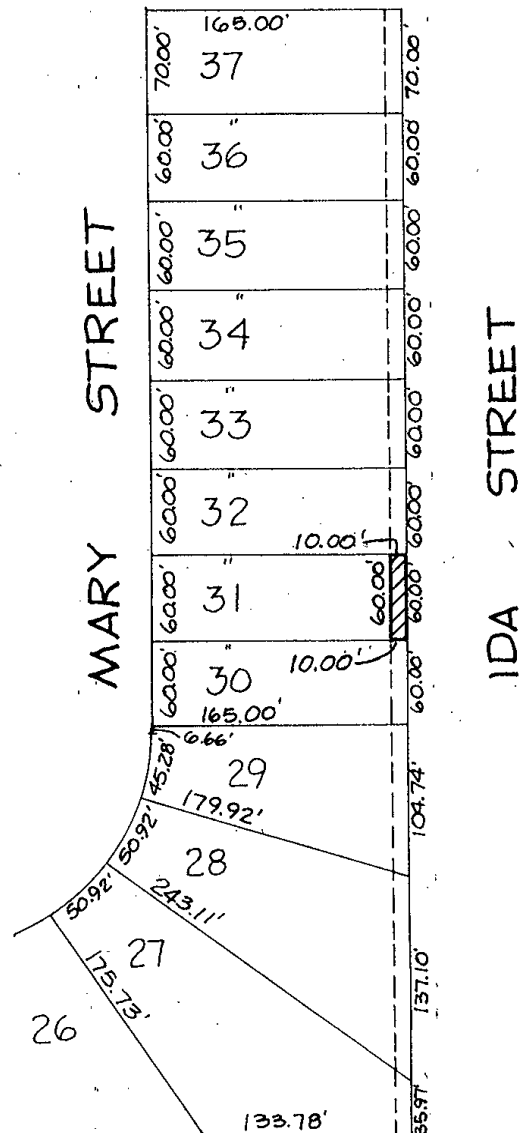 165.00'
70.00' 37 70.00'
"
60.00' 36 60.00'
"
60.00' 35 60.00'
"
60.00' 34 60.00'
"
60.00' 33 60.00'
"
60.00' 32 60.00'
10.00'
"
60.00' 31 60.00' 60.00'
"
60.00' 30 10.00' 60.00'
165.00'
6.66'
45.28' 29 104.74'
179.92'
50.92' 28
243.11'
50.92' 27 137.10'
175.73'
26
35.97'
133.78'
MARY STREET
IDA STREET